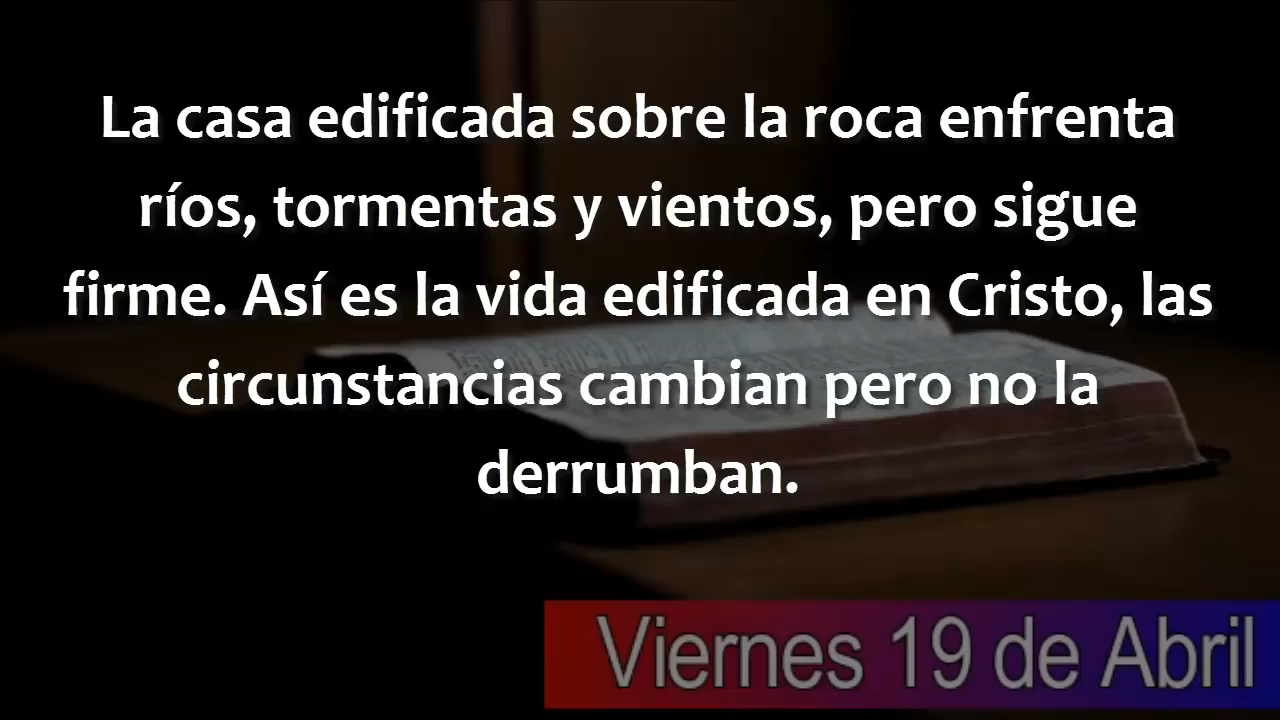 La casa edificada sobre la roca enfrenta
ríos, tormentas y vientos, pero sigue
firme. Así es la vida edificada en Cristo, las
circunstancias cambian pero no la
derrumban.
Viernes 19 de Abril